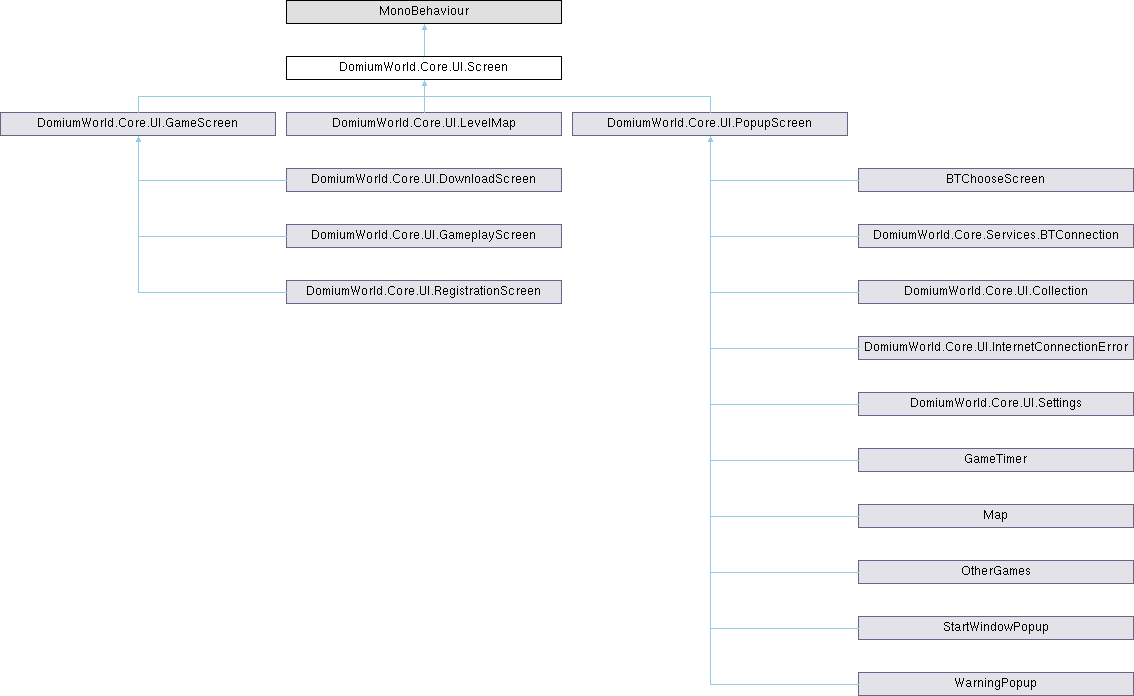 MonoBehaviour
DomiumWorld.Core.UI.Screen
DomiumWorld.Core.UI.GameScreen
DomiumWorld.Core.UI.LevelMap
DomiumWorld.Core.UI.PopupScreen
DomiumWorld.Core.UI.DownloadScreen
BTChooseScreen
DomiumWorld.Core.UI.GameplayScreen
DomiumWorld.Core.Services.BTConnection
DomiumWorld.Core.UI.RegistrationScreen
DomiumWorld.Core.UI.Collection
DomiumWorld.Core.UI.InternetConnectionError
DomiumWorld.Core.UI.Settings
GameTimer
Map
OtherGames
StartWindowPopup
WarningPopup